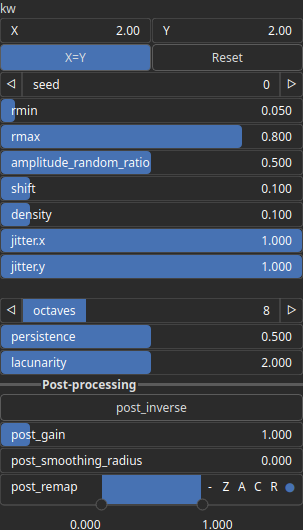 kw
X 2.00 Y 2.00
X=Y Reset
seed 0
rmin 0.050
rmax 0.800
amplitude_random_ratio 0.500
shift 0.100
density 0.100
jitter.x 1.000
jitter.y 1.000
octaves 8
persistence 0.500
lacunarity 2.000
Post-processing
post_inverse
post_gain 1.000
post_smoothing_radius 0.000
post_remap - Z A C R
0.000 1.000